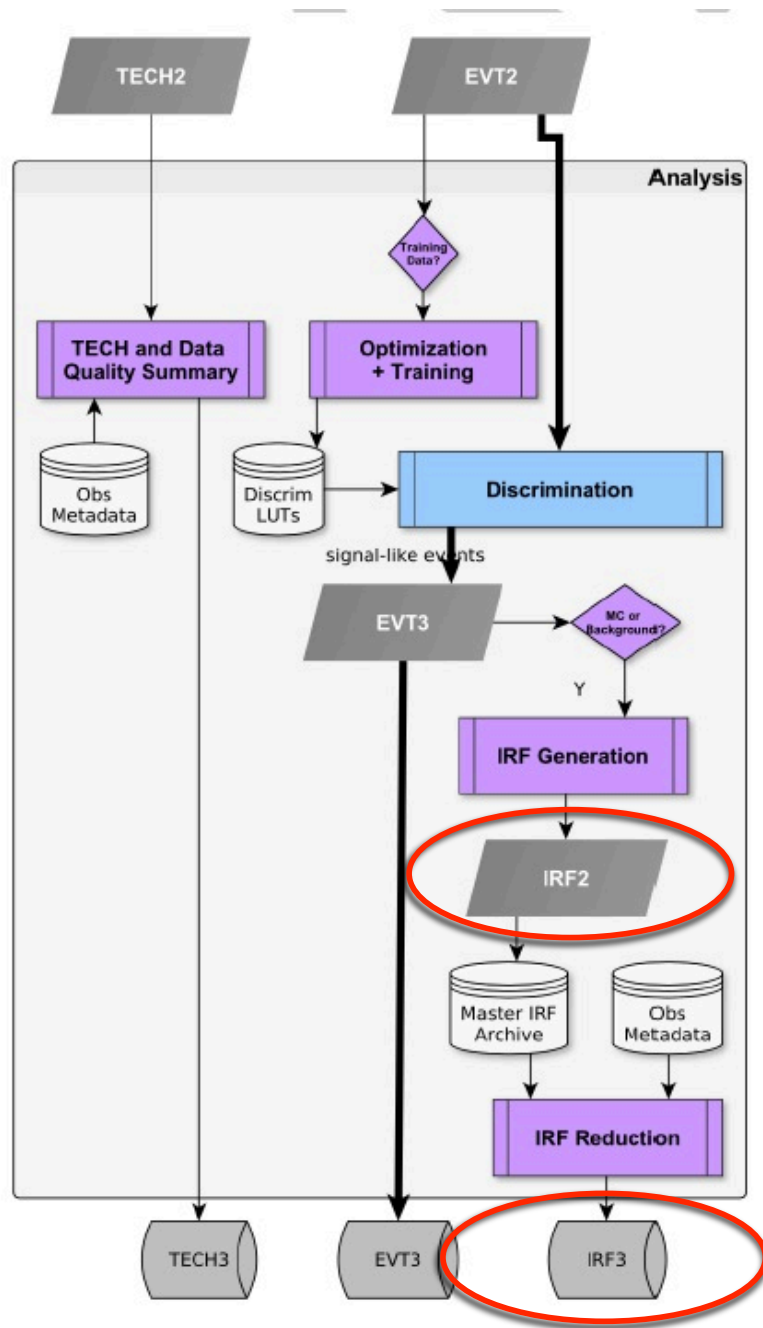 TECH2
EVT2
Analysis
Training
Data?
TECH and Data
Quality Summary
Optimization
+ Training
Obs
Metadata
Discrim
LUTs
Discrimination
signal-like events
EVT3
MC or
Background?
Y
IRF Generation
IRF2
Master IRF
Archive
Obs
Metadata
IRF Reduction
TECH3
EVT3
IRF3